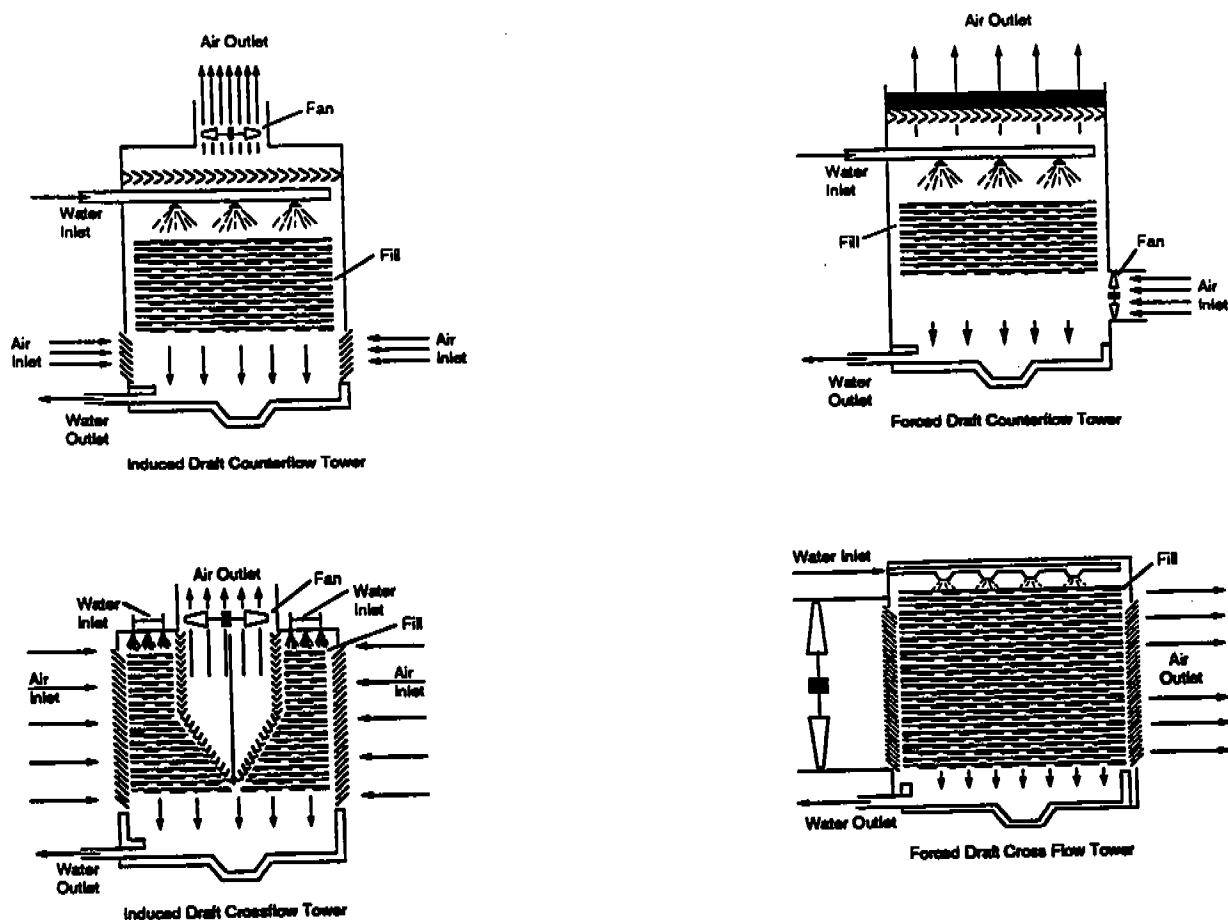 Air Outlet
Fan
Water
Inlet
Fill
Air
Inlet
Air
Inlet
Water
Outlet
Induced Draft Counterflow Tower
Air Outlet
Water
Inlet
Fill
Fan
Air
Inlet
Water
Outlet
Forced Draft Counterflow Tower
Air Outlet
Fan
Water
Inlet
Water
Inlet
Fill
Air
Inlet
Air
Inlet
Water
Outlet
Induced Draft Crossflow Tower
Water Inlet
Fill
Air
Outlet
Water Outlet
Forced Draft Cross Flow Tower